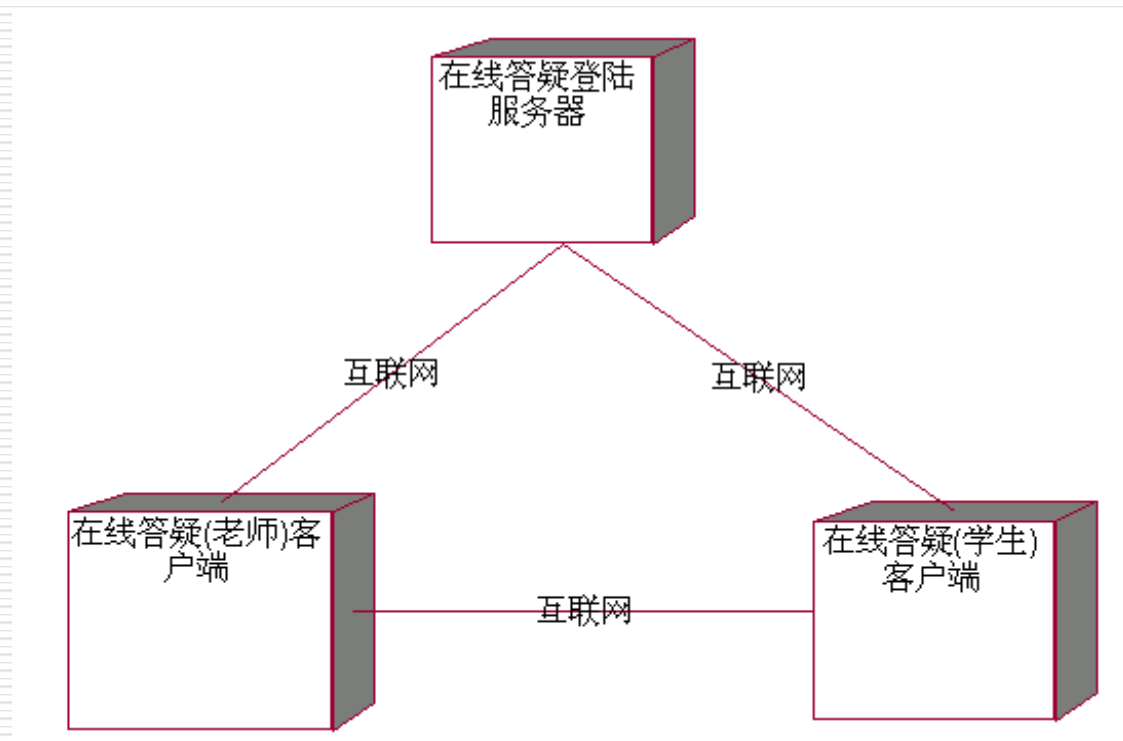 在线答疑登陆
服务器
互联网
互联网
在线答疑(老师)客
户端
在线答疑(学生)
客户端
互联网